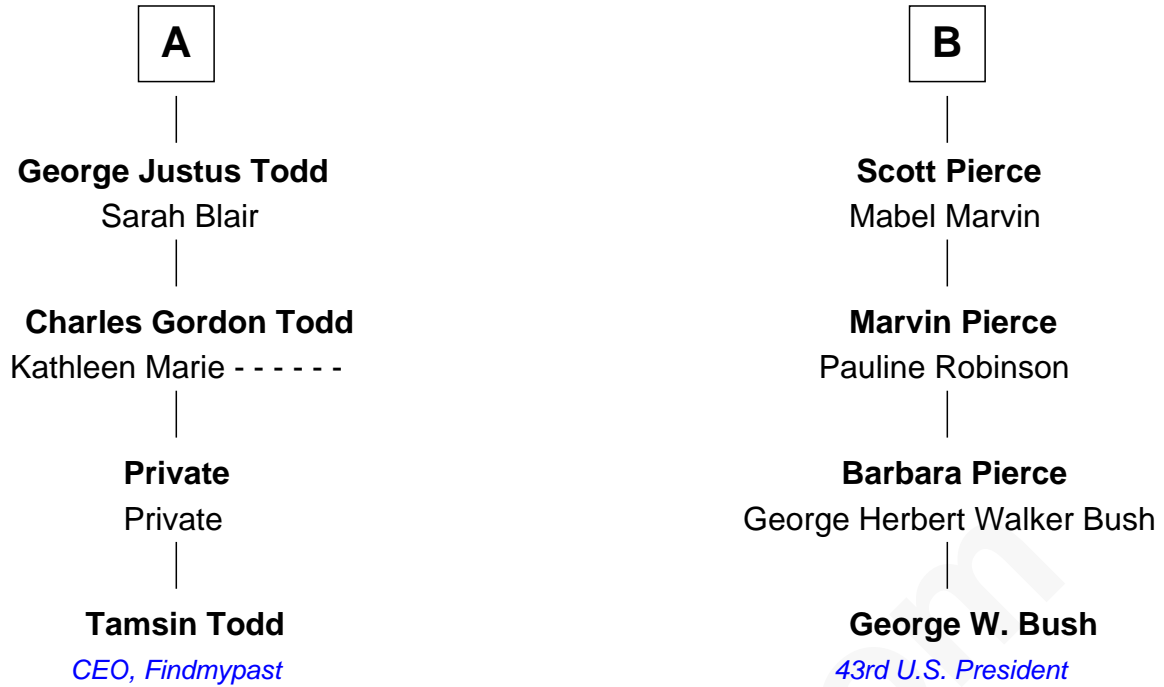 A
George Justus Todd
Sarah Blair
Charles Gordon Todd
Kathleen Marie - - - - - -
Private
Private
Tamsin Todd
CEO, Findmypast
B
Scott Pierce
Mabel Marvin
Marvin Pierce
Pauline Robinson
Barbara Pierce
George Herbert Walker Bush
George W. Bush
43rd U.S. President